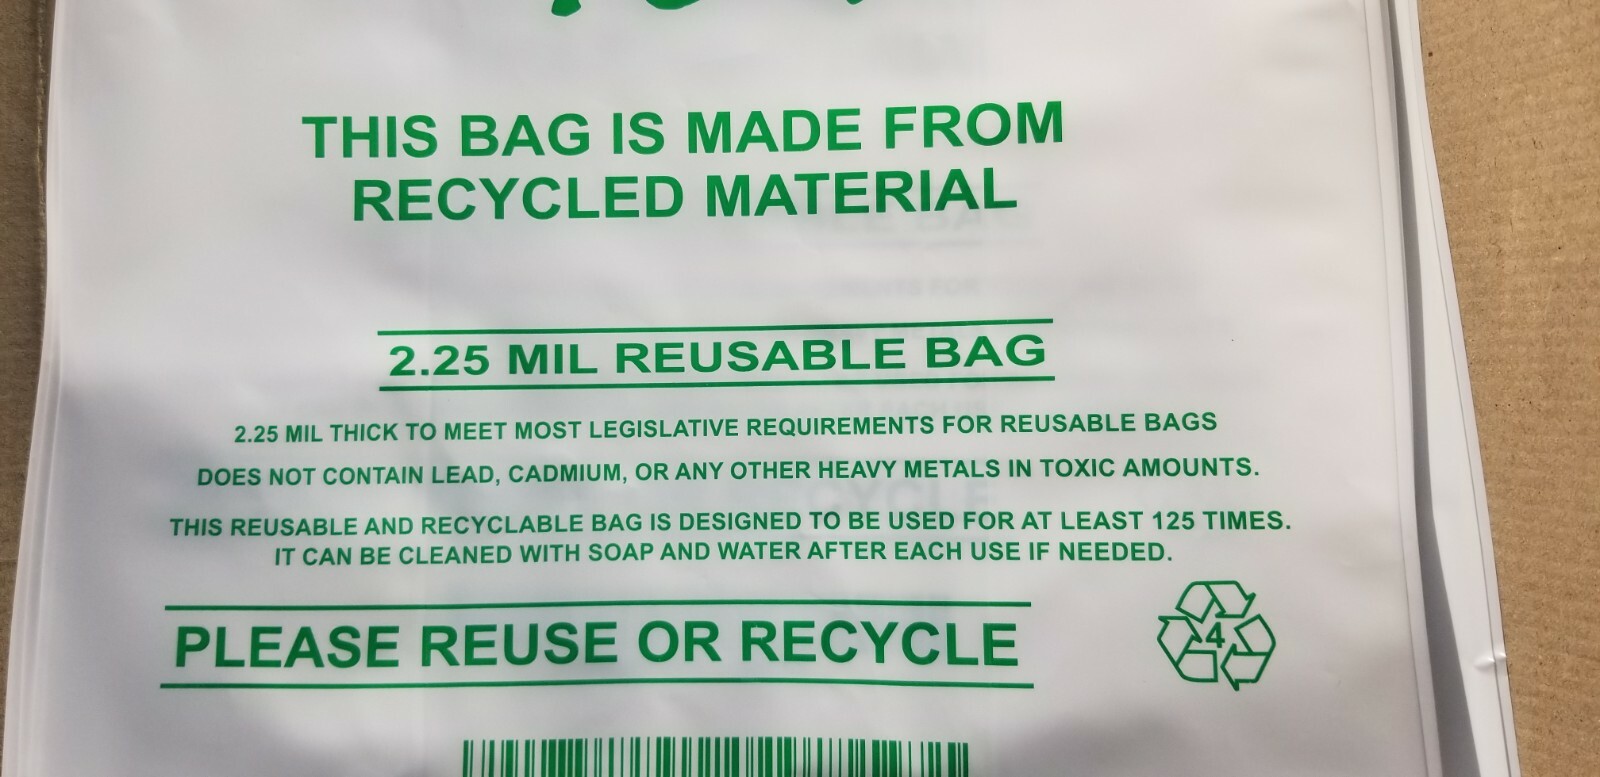 THIS BAG IS MADE FROM
RECYCLED MATERIAL
2.25 MIL REUSABLE BAG
2.25 MIL THICK TO MEET MOST LEGISLATIVE REQUIREMENTS FOR REUSABLE BAGS
DOES NOT CONTAIN LEAD, CADMIUM, OR ANY OTHER HEAVY METALS IN TOXIC AMOUNTS.
THIS REUSABLE AND RECYCLABLE BAG IS DESIGNED TO BE USED FOR AT LEAST 125 TIMES.
IT CAN BE CLEANED WITH SOAP AND WATER AFTER EACH USE IF NEEDED.
PLEASE REUSE OR RECYCLE
4